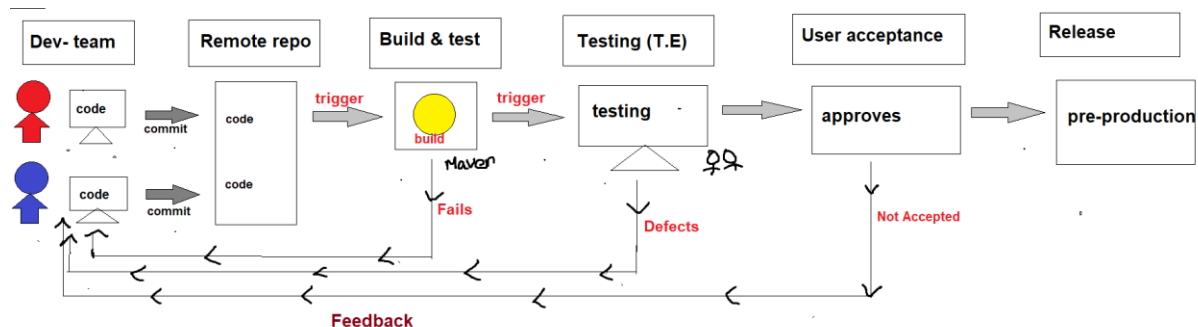 Dev- team
Remote repo
Build & test
Testing (T.E)
User acceptance
Release
code
commit
code
trigger
build
Maven
trigger
testing
approves
pre-production
code
commit
code
Fails
Defects
Not Accepted
Feedback